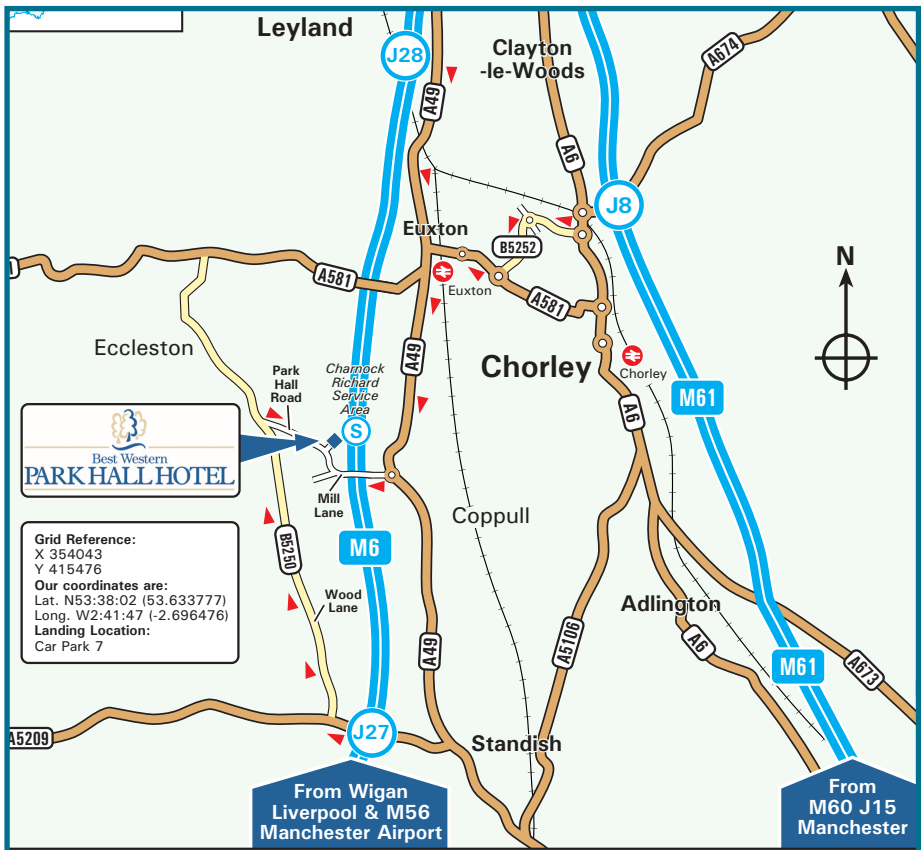 Leyland
J28
Clayton
-le-Woods
A674
A49
A6
J8
Euxton
B5252
N
A581
Euxton
A581
Eccleston
A49
Charnock
Richard
Service
Area
Park
Hall
Road
Chorley
Chorley
M61
A6
S
Best Western
PARK HALL HOTEL
Mill
Lane
Coppull
Grid Reference:
X 354043
Y 415476
Our coordinates are:
Lat. N53:38:02 (53.633777)
Long. W2:41:47 (-2.696476)
Landing Location:
Car Park 7
B5250
M6
Wood
Lane
Adlington
A49
A5106
A6
M61
A673
A5209
J27
Standish
From Wigan
Liverpool & M56
Manchester Airport
From
M60 J15
Manchester